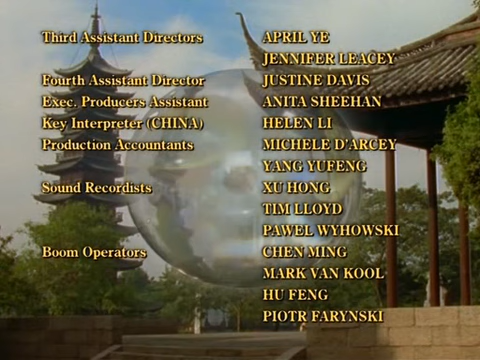 Third Assistant Directors APRIL YE
JENNIFER LEACEY
Fourth Assistant Director JUSTINE DAVIS
Exec. Producers Assistant ANITA SHEEHAN
Key Interpreter (CHINA) HELEN LI
Production Accountants MICHELE D'ARCEY
YANG YUFENG
Sound Recordists XU HONG
TIM LLOYD
PAWEL WYHOWSKI
Boom Operators CHEN MING
MARK VAN KOOL
HU FENG
PIOTR FARYNSKI